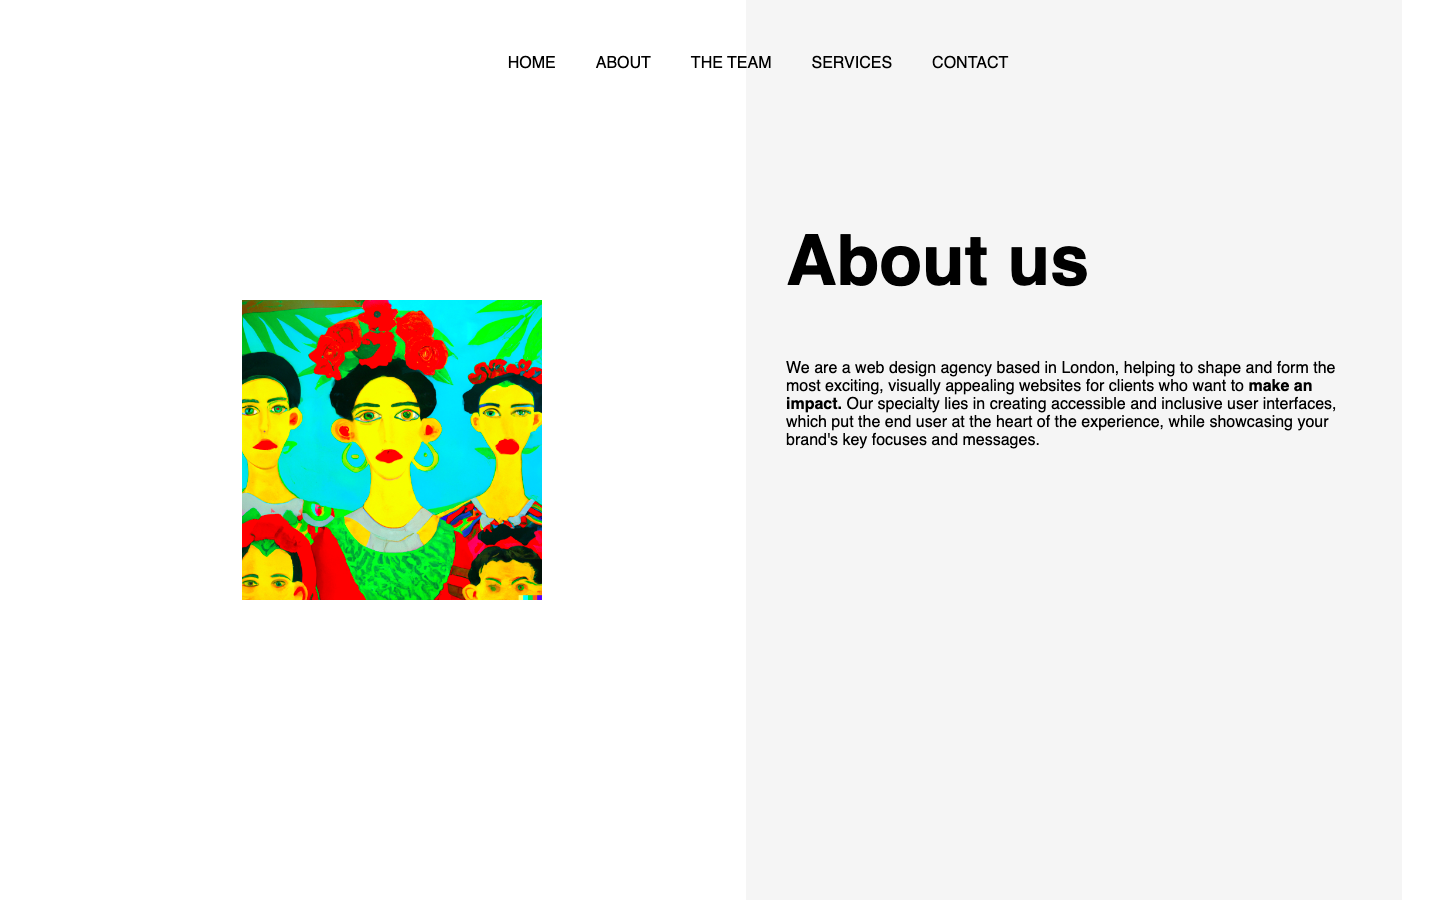 HOME ABOUT THE TEAM SERVICES CONTACT
About us
We are a web design agency based in London, helping to shape and form the
most exciting, visually appealing websites for clients who want to make an
impact. Our specialty lies in creating accessible and inclusive user interfaces,
which put the end user at the heart of the experience, while showcasing your
brand's key focuses and messages.